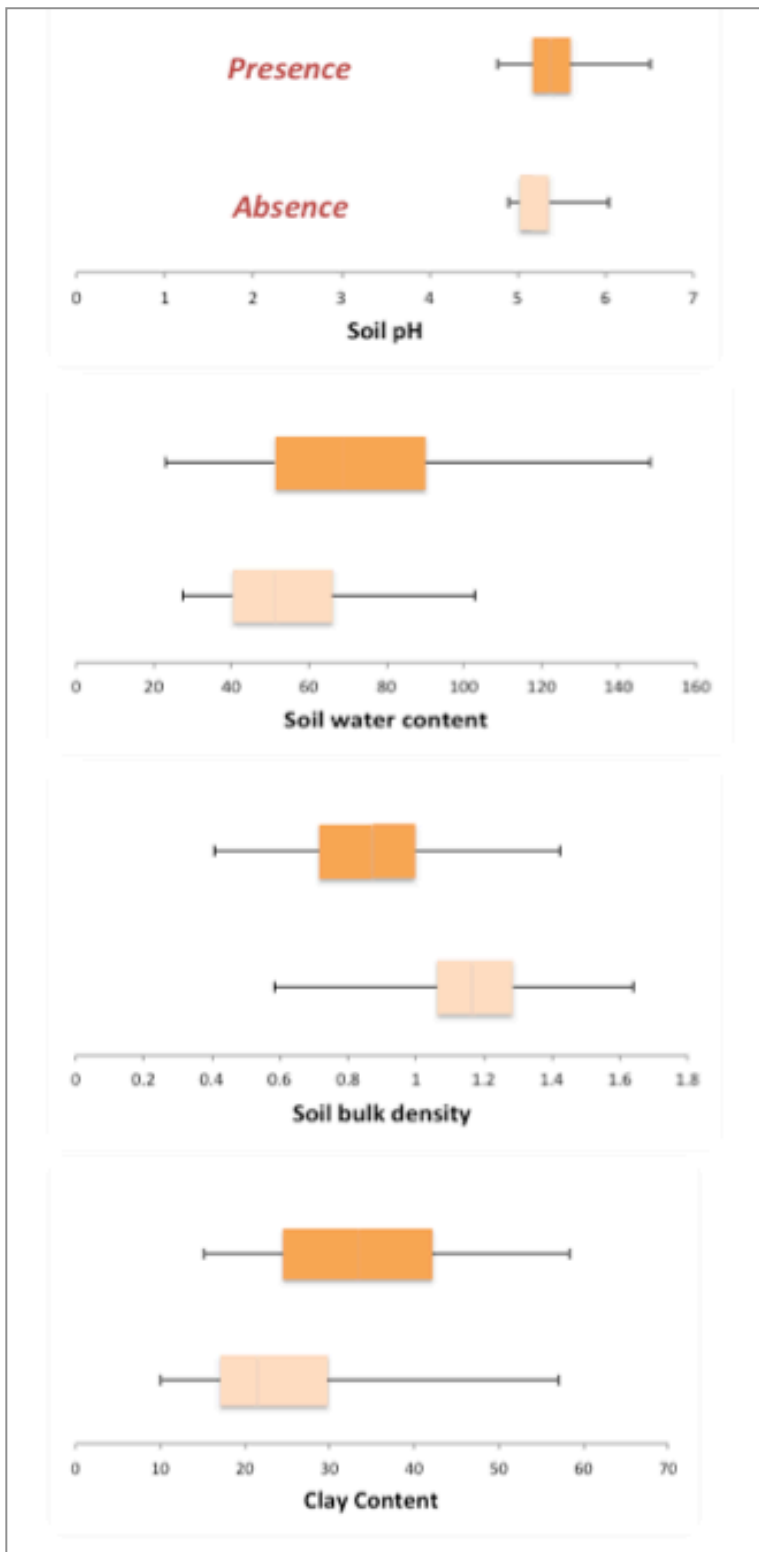 Presence
Absence
0 1 2 3 4 5 6 7
Soil pH
0 20 40 60 80 100 120 140 160
Soil water content
0 0.2 0.4 0.6 0.8 1 1.2 1.4 1.6 1.8
Soil bulk density
0 10 20 30 40 50 60 70
Clay Content